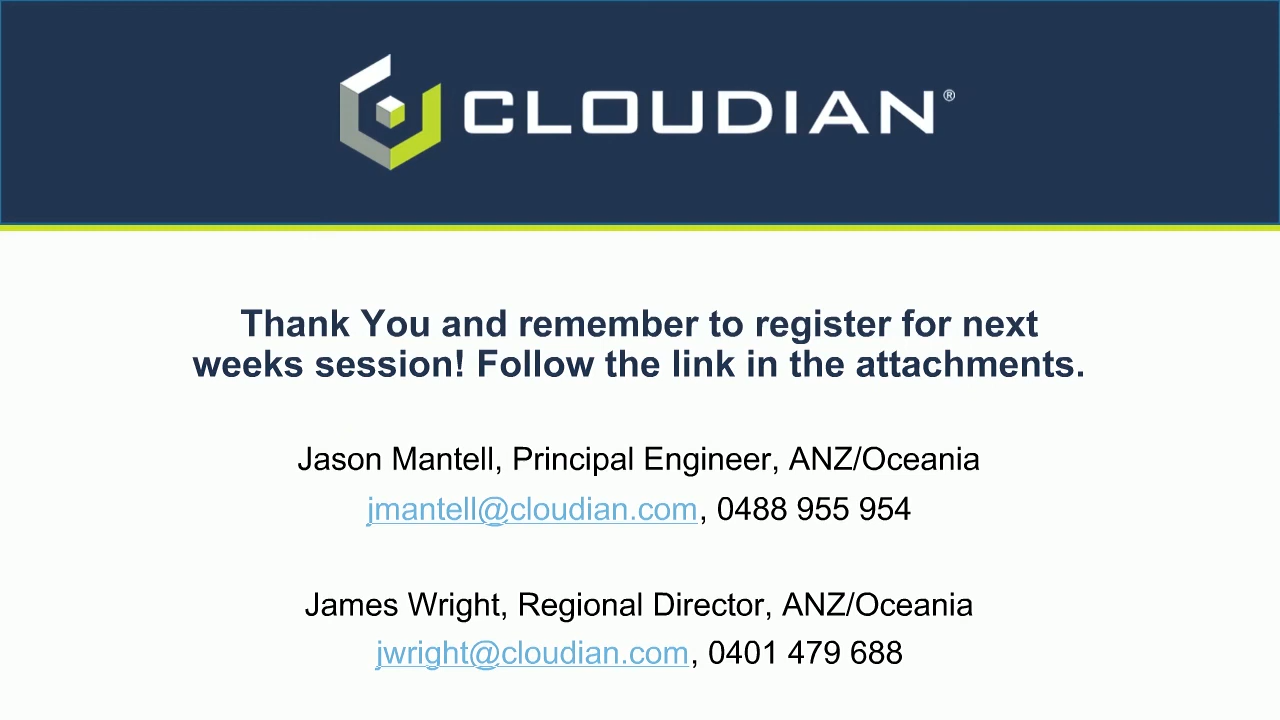 CLOUDIAN®
Thank You and remember to register for next
weeks session! Follow the link in the attachments.
Jason Mantell, Principal Engineer, ANZ/Oceania
jmantell@cloudian.com, 0488 955 954
James Wright, Regional Director, ANZ/Oceania
jwright@cloudian.com, 0401 479 688